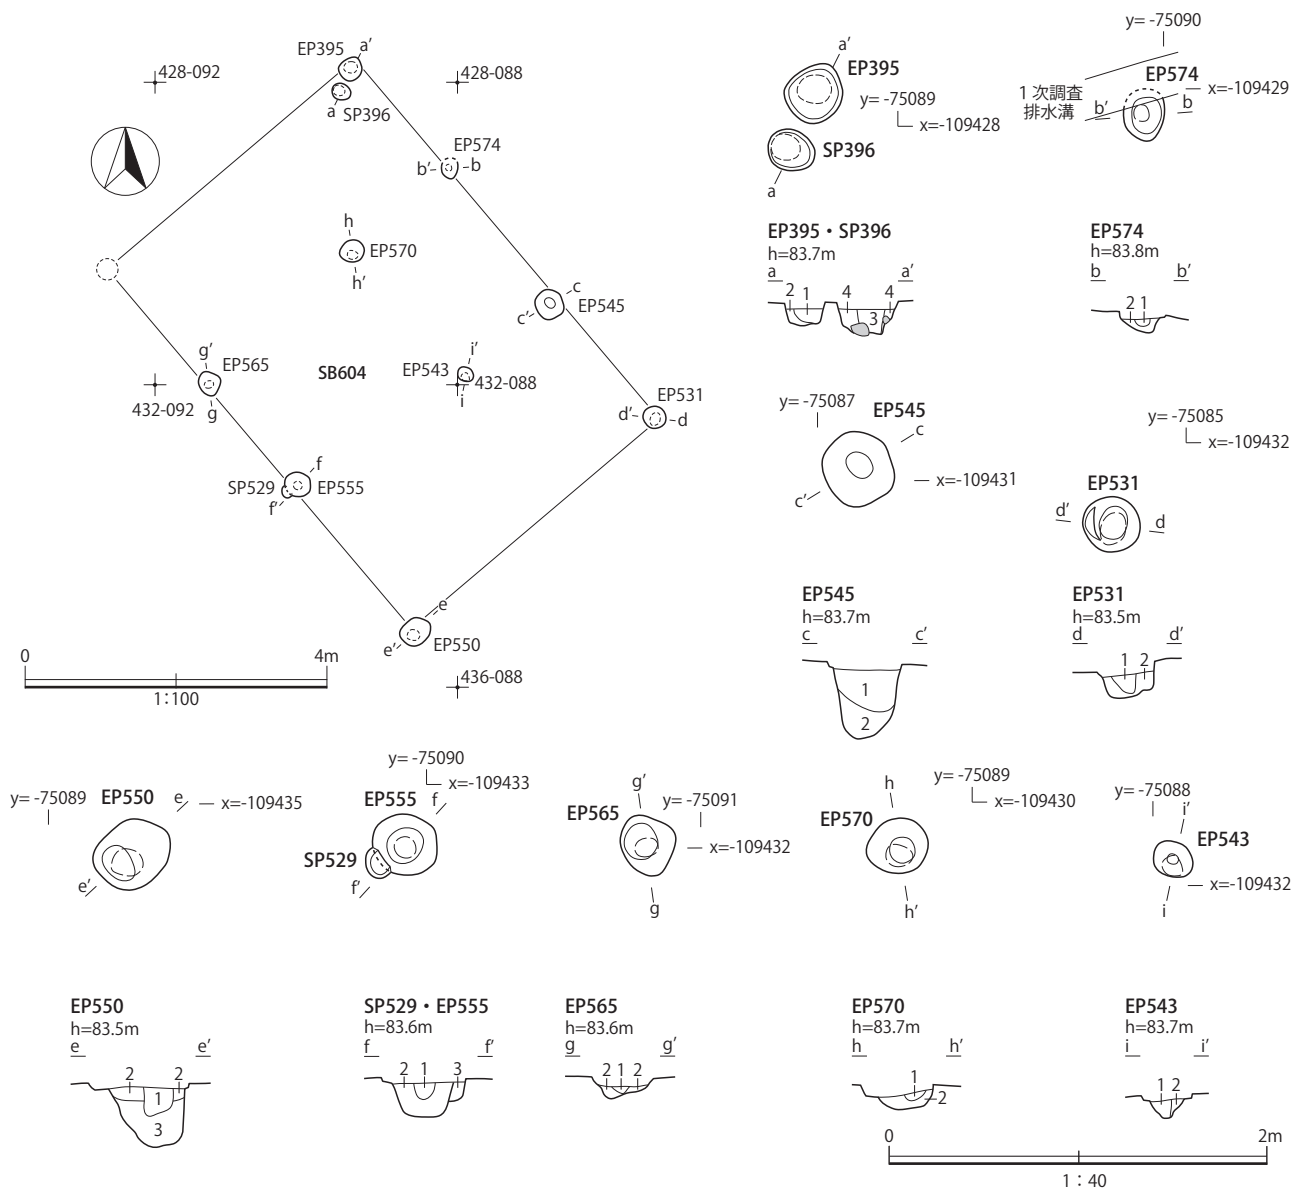 428-092
EP395
a'
428-088
a
SP396
EP574
b'
b
h
EP570
h'
c
c'
EP545
g'
EP565
g
SB604
EP543
i'
i
432-088
432-092
EP531
d'
d
f
SP529
EP555
f'
e
e'
EP550
436-088
0
4m
1：100
a'
EP395
y= -75089
x=-109428
SP396
a
y= -75090
EP574
x=-109429
1次調査
排水溝
b'
b
EP395・SP396
h=83.7m
a
a'
2 1 4 4
3
EP574
h=83.8m
b
b'
2 1
y= -75087
EP545
c
x=-109431
c'
y= -75085
x=-109432
EP531
d'
d
EP545
h=83.7m
c
c'
1
2
EP531
h=83.5m
d
d'
1 2
y= -75089
EP550
e
x=-109435
e'
y= -75090
x=-109433
EP555
f
SP529
f'
g'
EP565
y= -75091
x=-109432
g
h
EP570
y= -75089
x=-109430
h'
y= -75088
i'
EP543
x=-109432
i
EP550
h=83.5m
e
e'
2 2
1
3
SP529・EP555
h=83.6m
f
f'
2 1 3
EP565
h=83.6m
g
g'
2 1 2
EP570
h=83.7m
h
h'
1
2
EP543
h=83.7m
i
i'
1 2
0
2m
1：40